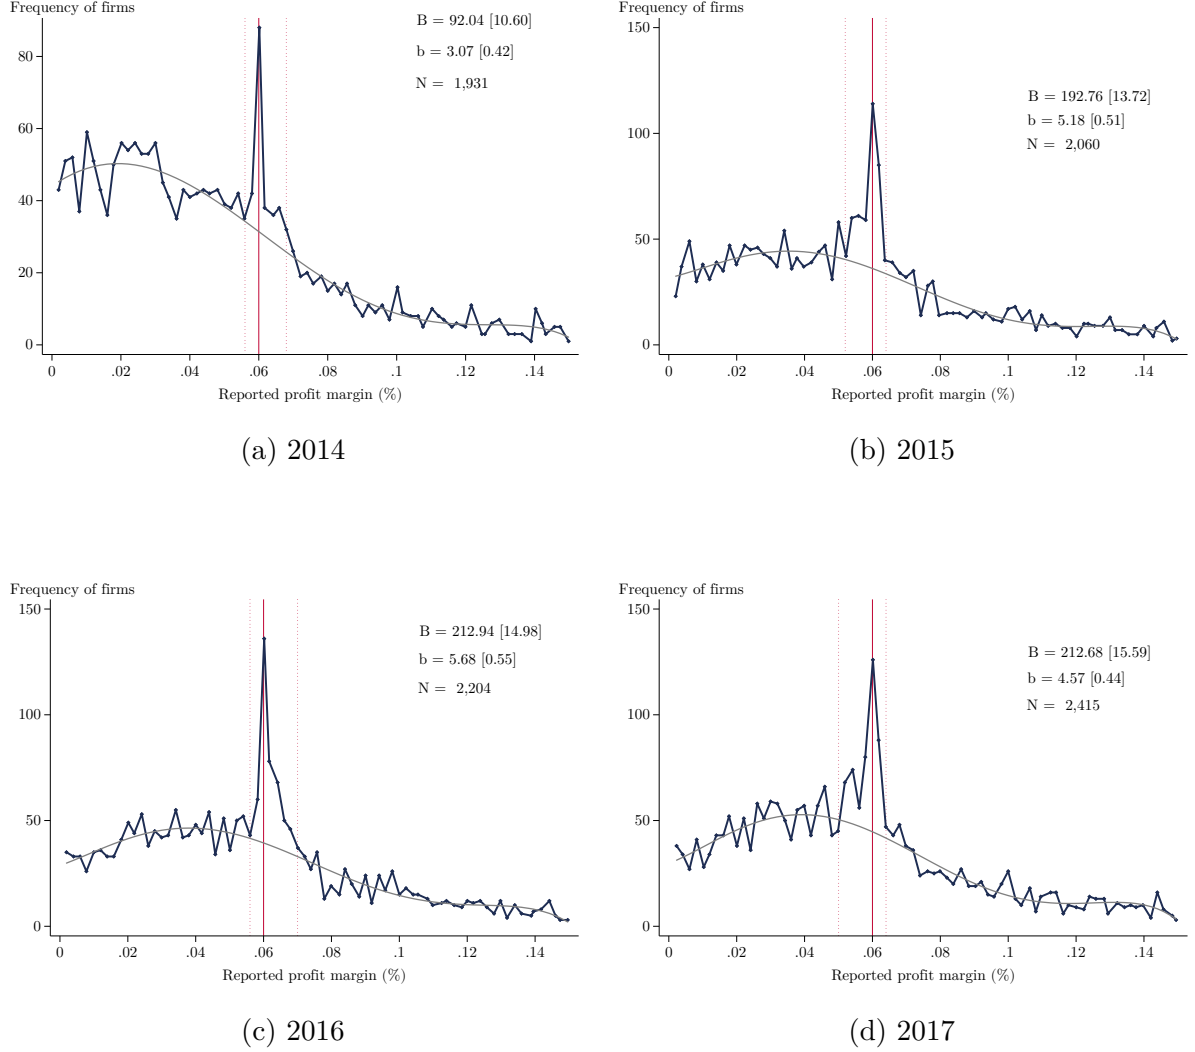 Frequency of firms
B = 92.04 [10.60]
b = 3.07 [0.42]
N = 1,931
80
60
40
20
0
0 .02 .04 .06 .08 .1 .12 .14
Reported profit margin (%)
(a) 2014
Frequency of firms
150
B = 192.76 [13.72]
b = 5.18 [0.51]
N = 2,060
100
50
0
0 .02 .04 .06 .08 .1 .12 .14
Reported profit margin (%)
(b) 2015
Frequency of firms
150
B = 212.94 [14.98]
b = 5.68 [0.55]
N = 2,204
100
50
0
0 .02 .04 .06 .08 .1 .12 .14
Reported profit margin (%)
(c) 2016
Frequency of firms
150
B = 212.68 [15.59]
b = 4.57 [0.44]
N = 2,415
100
50
0
0 .02 .04 .06 .08 .1 .12 .14
Reported profit margin (%)
(d) 2017